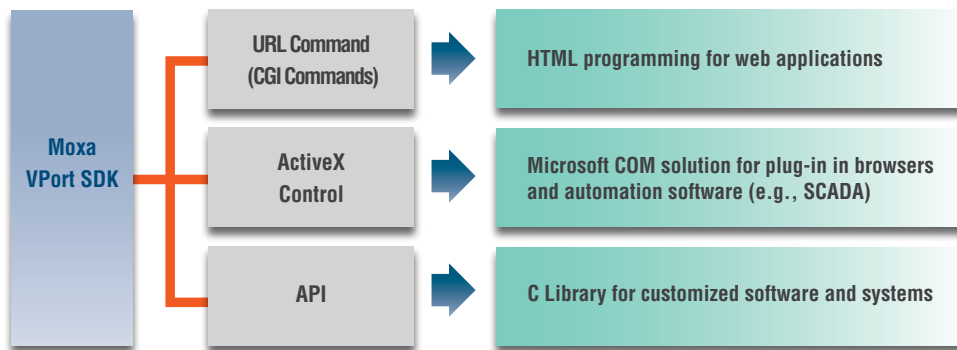 Moxa
VPort SDK
URL Command
(CGI Commands)
HTML programming for web applications
ActiveX
Control
Microsoft COM solution for plug-in in browsers
and automation software (e.g., SCADA)
API
C Library for customized software and systems